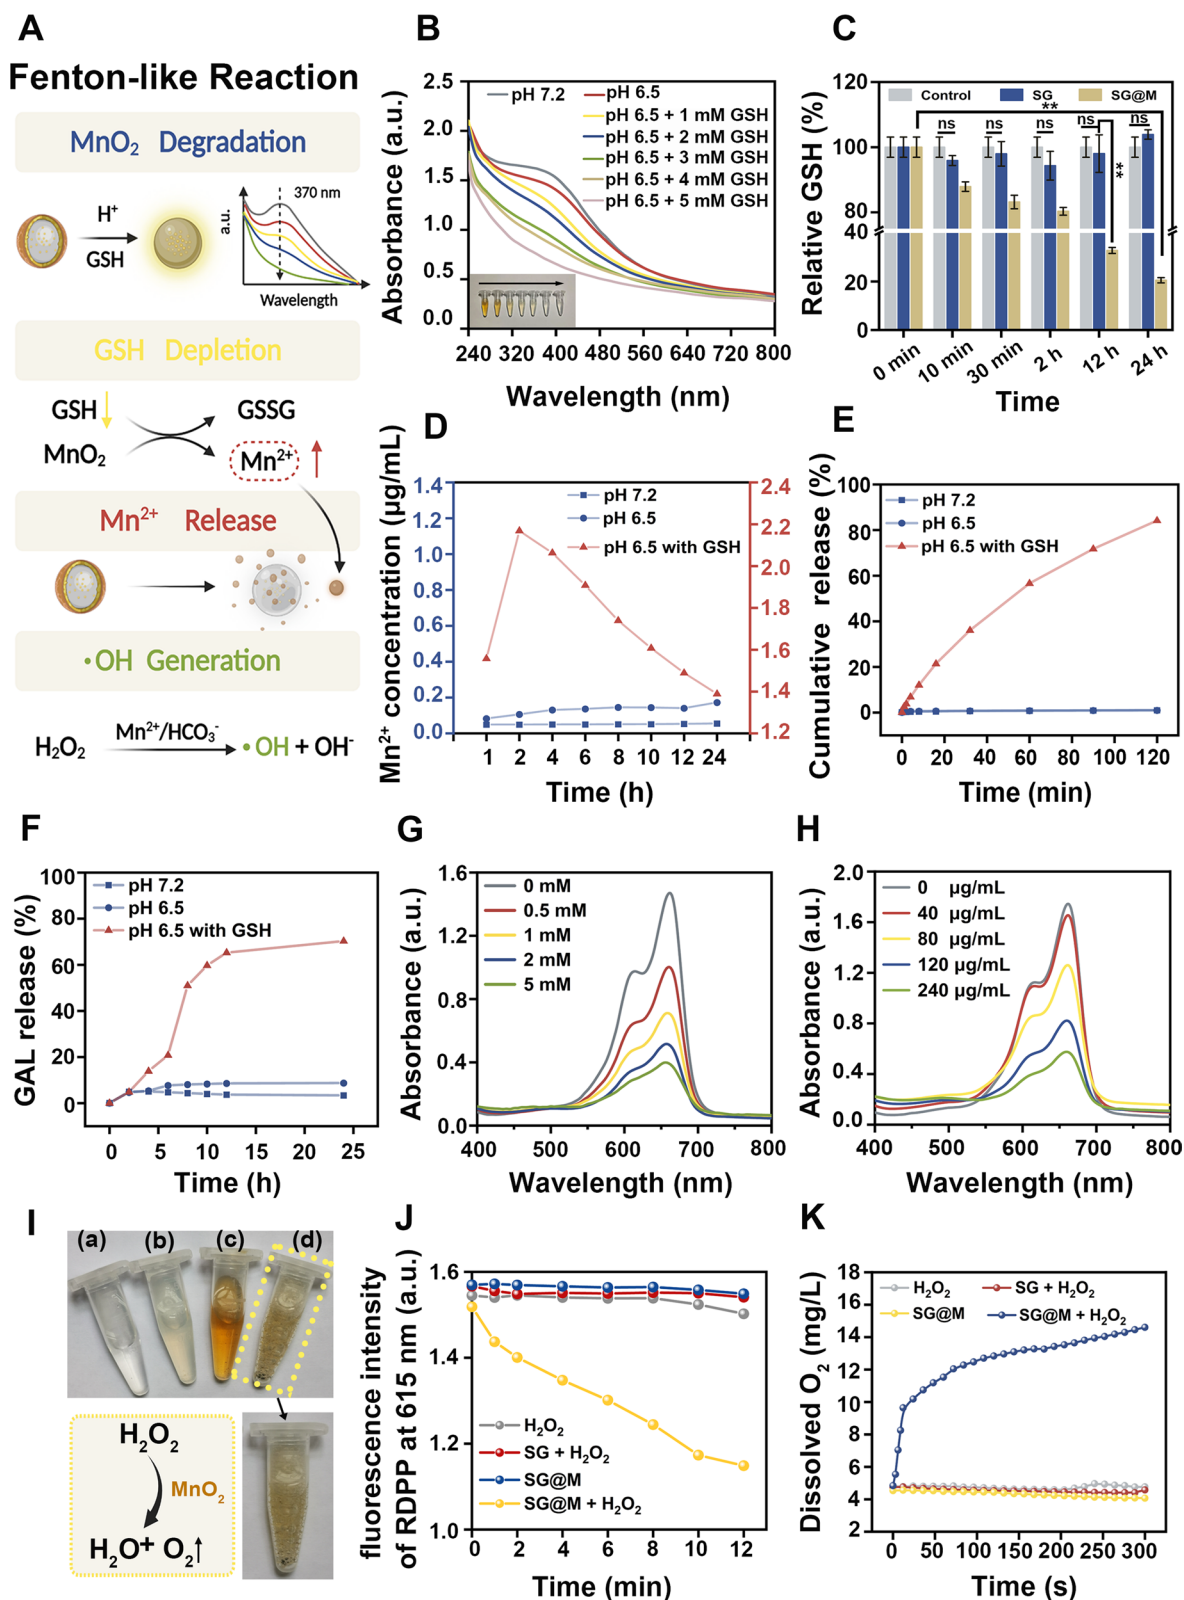 A
Fenton-like Reaction
MnO2 Degradation
H+
GSH
370 nm
a.u.
Wavelength
GSH Depletion
GSH
GSSG
MnO2
Mn2+
Mn2+ Release
•OH Generation
H2O2
Mn2+/HCO3-
•OH + OH-
B
Absorbance (a.u.)
2.5
2.0
1.5
1.0
0.5
0.0
pH 7.2
pH 6.5
pH 6.5 + 1 mM GSH
pH 6.5 + 2 mM GSH
pH 6.5 + 3 mM GSH
pH 6.5 + 4 mM GSH
pH 6.5 + 5 mM GSH
240 320 400 480 560 640 720 800
Wavelength (nm)
C
Relative GSH (%)
120
100
80
40
20
0
Control SG SG@M
**
ns ns ns ns ns
**
0 min 10 min 30 min 2 h 12 h 24 h
Time
D
Mn2+ concentration (µg/mL)
1.4
1.2
1.0
0.8
0.6
0.4
0.2
0.0
pH 7.2
pH 6.5
pH 6.5 with GSH
2.4
2.2
2.0
1.8
1.6
1.4
1.2
1 2 4 6 8 10 12 24
Time (h)
E
Cumulative release (%)
100
80
60
40
20
0
pH 7.2
pH 6.5
pH 6.5 with GSH
0 20 40 60 80 100 120
Time (min)
F
GAL release (%)
100
80
60
40
20
0
pH 7.2
pH 6.5
pH 6.5 with GSH
0 5 10 15 20 25
Time (h)
G
Absorbance (a.u.)
1.6
1.2
0.8
0.4
0.0
0 mM
0.5 mM
1 mM
2 mM
5 mM
400 500 600 700 800
Wavelength (nm)
H
Absorbance (a.u.)
2.0
1.6
1.2
0.8
0.4
0.0
0 µg/mL
40 µg/mL
80 µg/mL
120 µg/mL
240 µg/mL
400 500 600 700 800
Wavelength (nm)
I
(a) (b) (c) (d)
H2O2
MnO2
H2O+ O2↑
J
fluorescence intensity
of RDPP at 615 nm (a.u.)
1.6
1.4
1.2
1.0
H2O2
SG + H2O2
SG@M
SG@M + H2O2
0 2 4 6 8 10 12
Time (min)
K
Dissolved O2 (mg/L)
18
16
14
12
10
8
6
4
2
H2O2 SG + H2O2
SG@M SG@M + H2O2
0 50 100 150 200 250 300
Time (s)